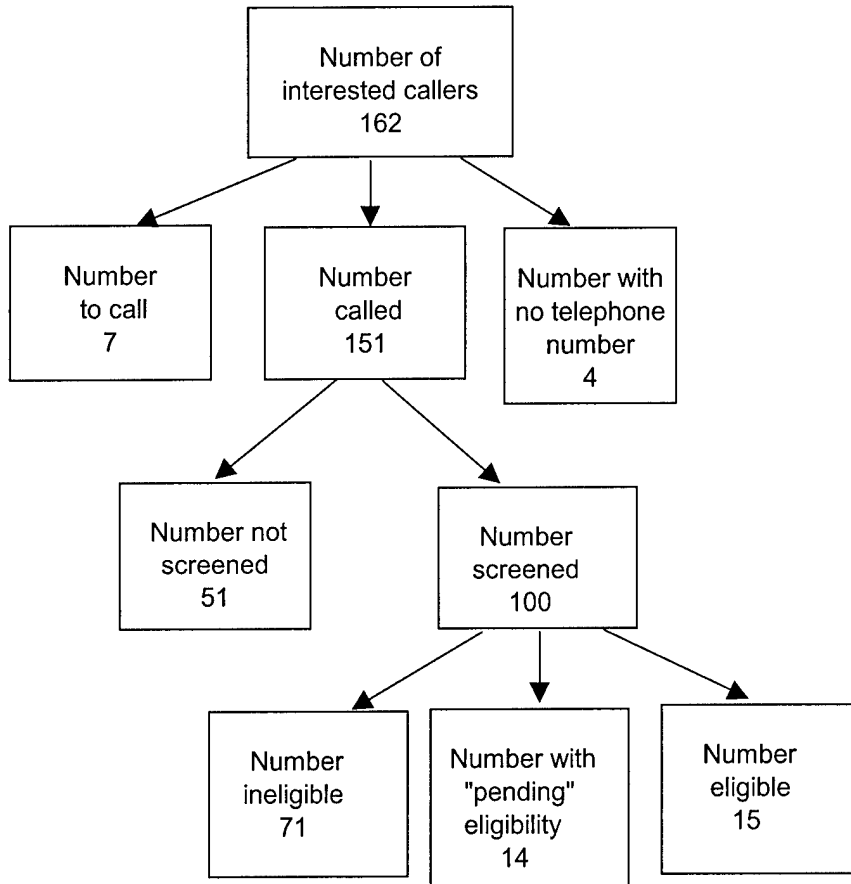 Number of
interested callers
162
Number
to call
7
Number
called
151
Number with
no telephone
number
4
Number not
screened
51
Number
screened
100
Number
ineligible
71
Number with
"pending"
eligibility
14
Number
eligible
15